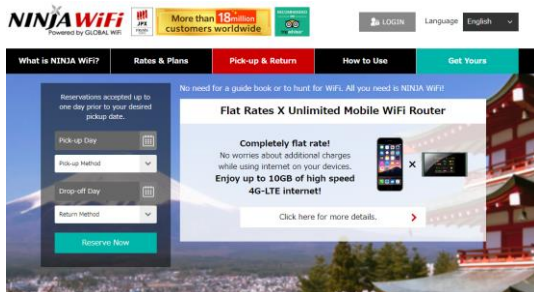 NINJA WiFi
Powered by GLOBAL WiFi
JPX
More than 18million
customers worldwide
LOGIN
Language
English
What is NINJA WiFi?
Rates & Plans
Pick-up & Return
How to Use
Get Yours
No need for a guide book or to hunt for WiFi. All you need is NINJA WiFi!
Reservations accepted up to
one day prior to your desired
pickup date.
Pick-up Day
Pick-up Method
Drop-off Day
Return Method
Reserve Now
Flat Rates X Unlimited Mobile WiFi Router
Completely flat rate!
No worries about additional charges
while using internet on your devices.
Enjoy up to 10GB of high speed
4G-LTE internet!
×
Click here for more details.